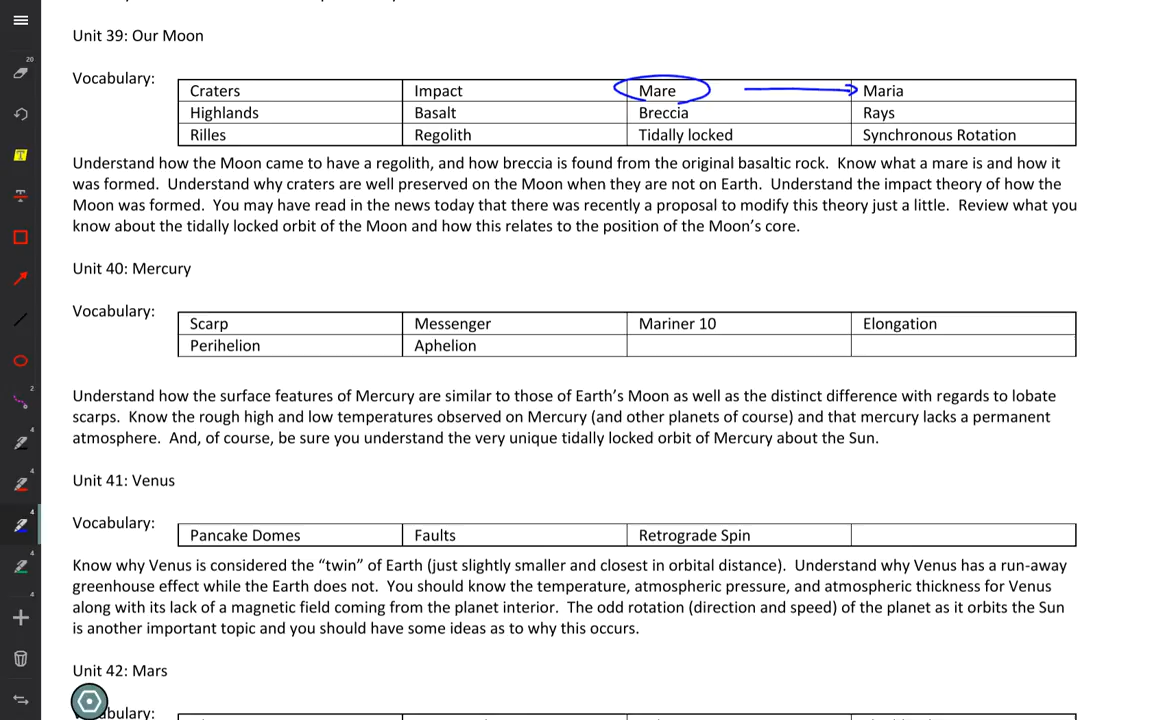 Unit 39: Our Moon
20
Vocabulary:
Craters Impact Mare Maria
Highlands Basalt Breccia Rays
Rilles Regolith Tidally locked Synchronous Rotation
Understand how the Moon came to have a regolith, and how breccia is found from the original basaltic rock.  Know what a mare is and how it
was formed.  Understand why craters are well preserved on the Moon when they are not on Earth.  Understand the impact theory of how the
Moon was formed.  You may have read in the news today that there was recently a proposal to modify this theory just a little.  Review what you
know about the tidally locked orbit of the Moon and how this relates to the position of the Moon's core.
Unit 40: Mercury
Vocabulary:
Scarp Messenger Mariner 10 Elongation
Perihelion Aphelion
2
Understand how the surface features of Mercury are similar to those of Earth's Moon as well as the distinct difference with regards to lobate
scarps.  Know the rough high and low temperatures observed on Mercury (and other planets of course) and that mercury lacks a permanent
4
atmosphere.  And, of course, be sure you understand the very unique tidally locked orbit of Mercury about the Sun.
4
Unit 41: Venus
4
Vocabulary:
Pancake Domes Faults Retrograde Spin
4
Know why Venus is considered the "twin" of Earth (just slightly smaller and closest in orbital distance).  Understand why Venus has a run-away
greenhouse effect while the Earth does not.  You should know the temperature, atmospheric pressure, and atmospheric thickness for Venus
4
along with its lack of a magnetic field coming from the planet interior.  The odd rotation (direction and speed) of the planet as it orbits the Sun
is another important topic and you should have some ideas as to why this occurs.
Unit 42: Mars
bulary: